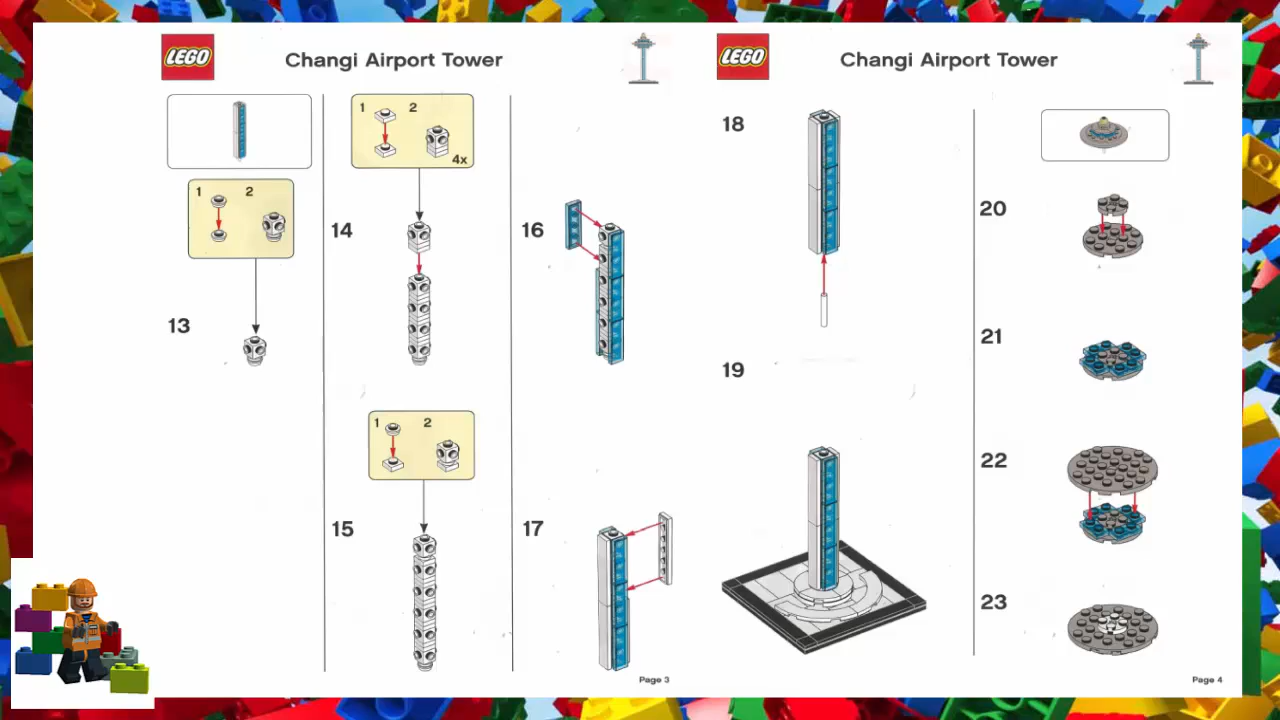 LEGO
Changi Airport Tower
1 2
13
1 2
4x
14
1 2
15
16
17
Page 3
LEGO
Changi Airport Tower
18
19
20
21
22
23
Page 4